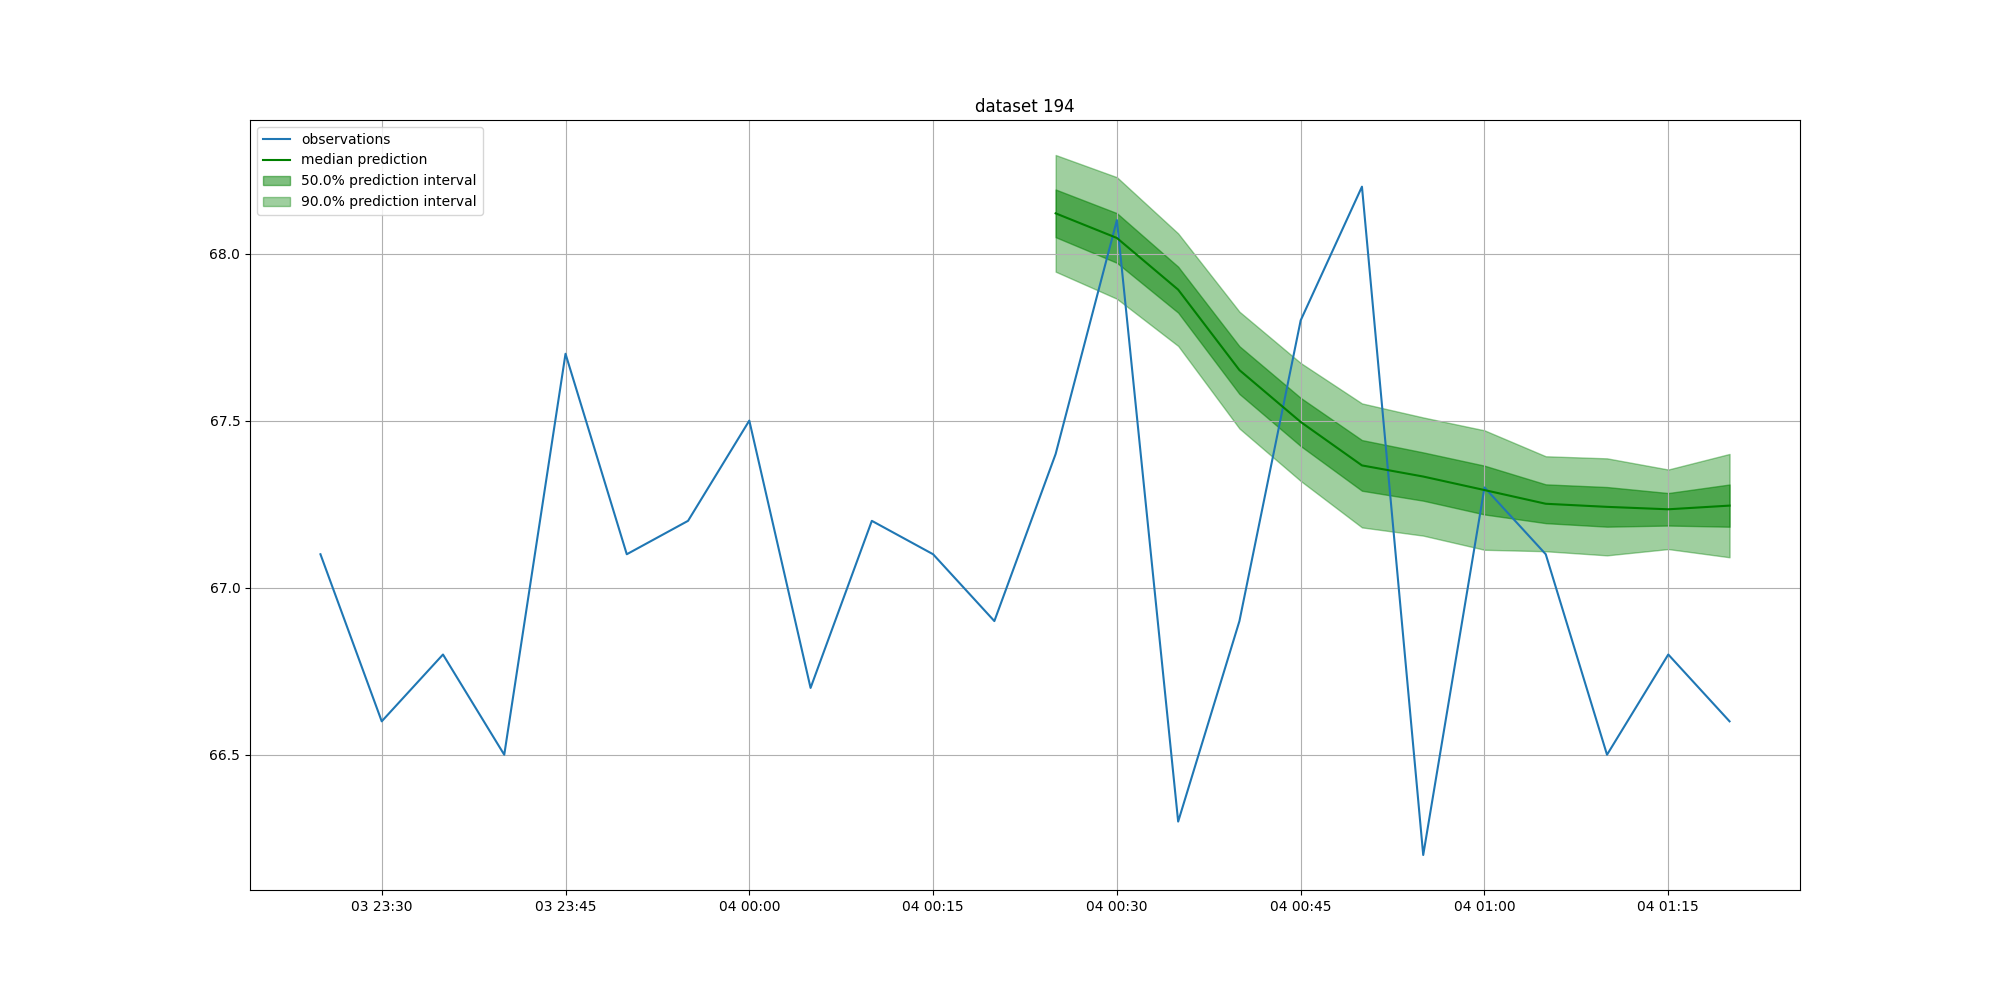 dataset 194
observations
median prediction
50.0% prediction interval
90.0% prediction interval
68.0
67.5
67.0
66.5
03 23:30 03 23:45 04 00:00 04 00:15 04 00:30 04 00:45 04 01:00 04 01:15